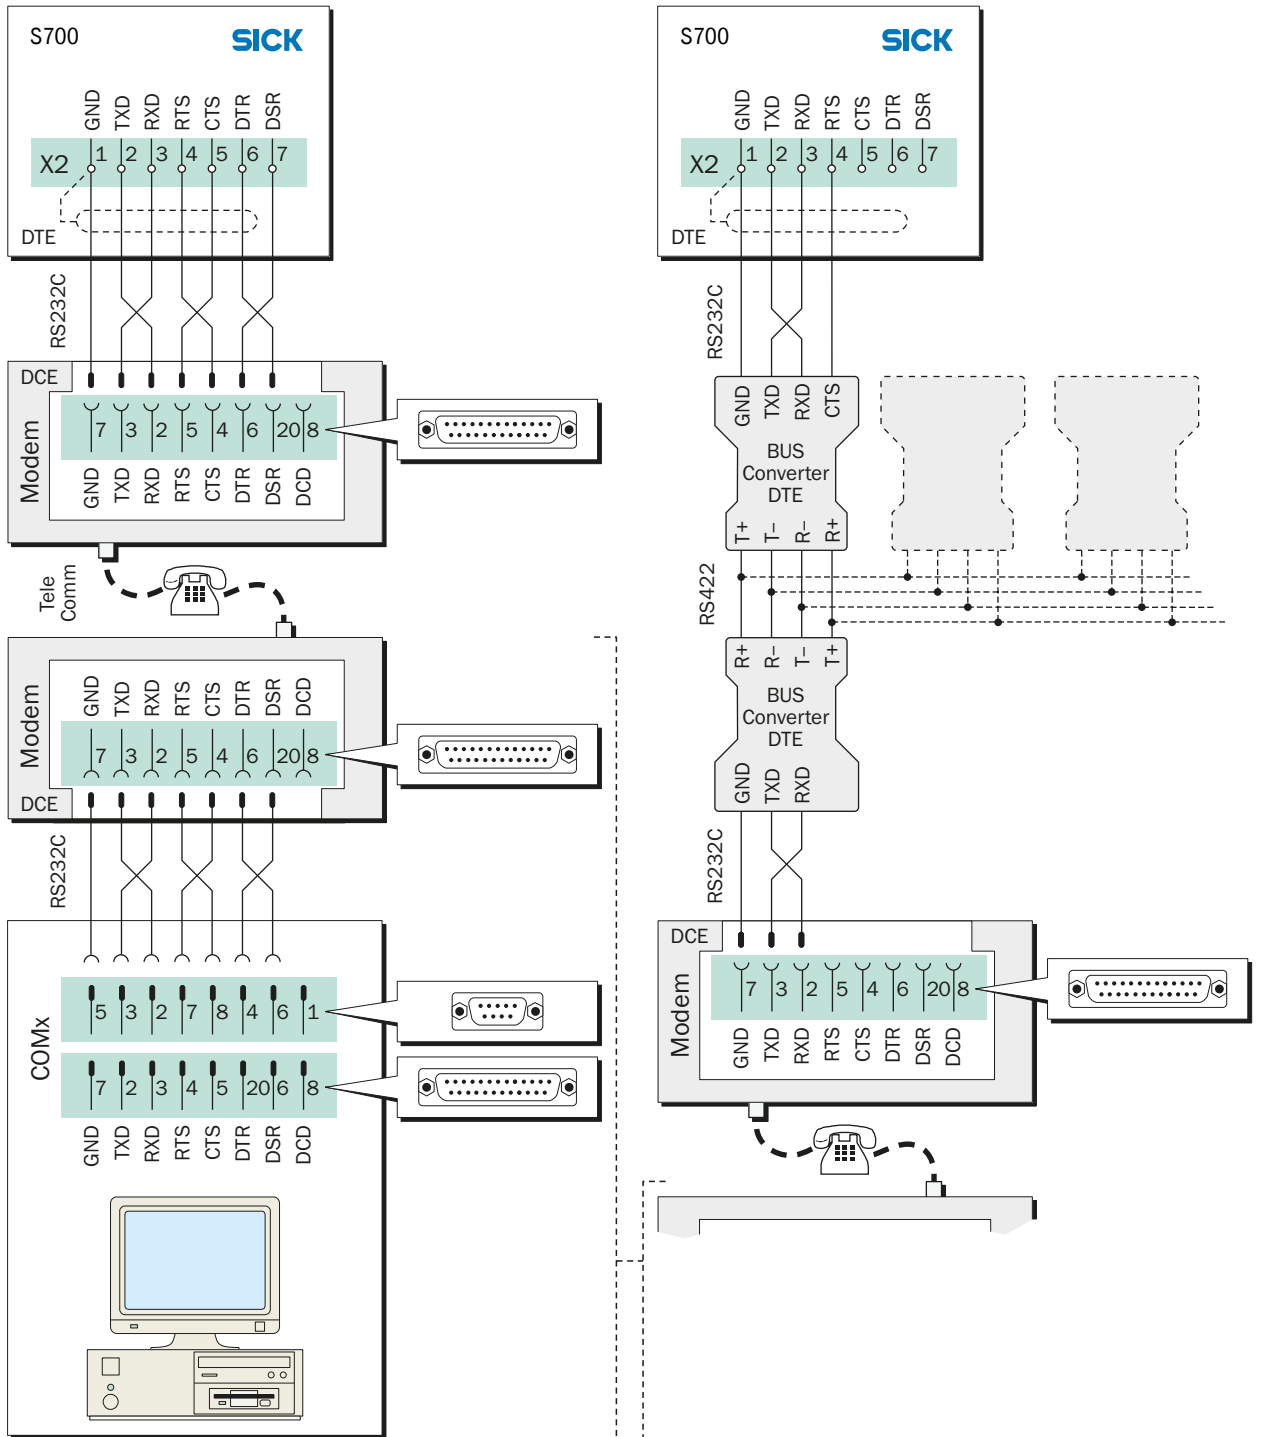 S700 SICK
GND TXD RXD RTS CTS DTR DSR
X2 1 2 3 4 5 6 7
DTE
RS232C
DCE
Modem
7 3 2 5 4 6 20 8
GND TXD RXD RTS CTS DTR DSR DCD
Tele
Comm
Modem
GND TXD RXD RTS CTS DTR DSR DCD
7 3 2 5 4 6 20 8
DCE
RS232C
COMx
5 3 2 7 8 4 6 1
7 2 3 4 5 20 6 8
GND TXD RXD RTS CTS DTR DSR DCD
S700 SICK
GND TXD RXD RTS CTS DTR DSR
X2 1 2 3 4 5 6 7
DTE
RS232C
GND TXD RXD CTS
BUS
Converter
DTE
T+ T– R– R+
RS422
R+ R– T– T+
BUS
Converter
DTE
GND TXD RXD
RS232C
DCE
Modem
7 3 2 5 4 6 20 8
GND TXD RXD RTS CTS DTR DSR DCD